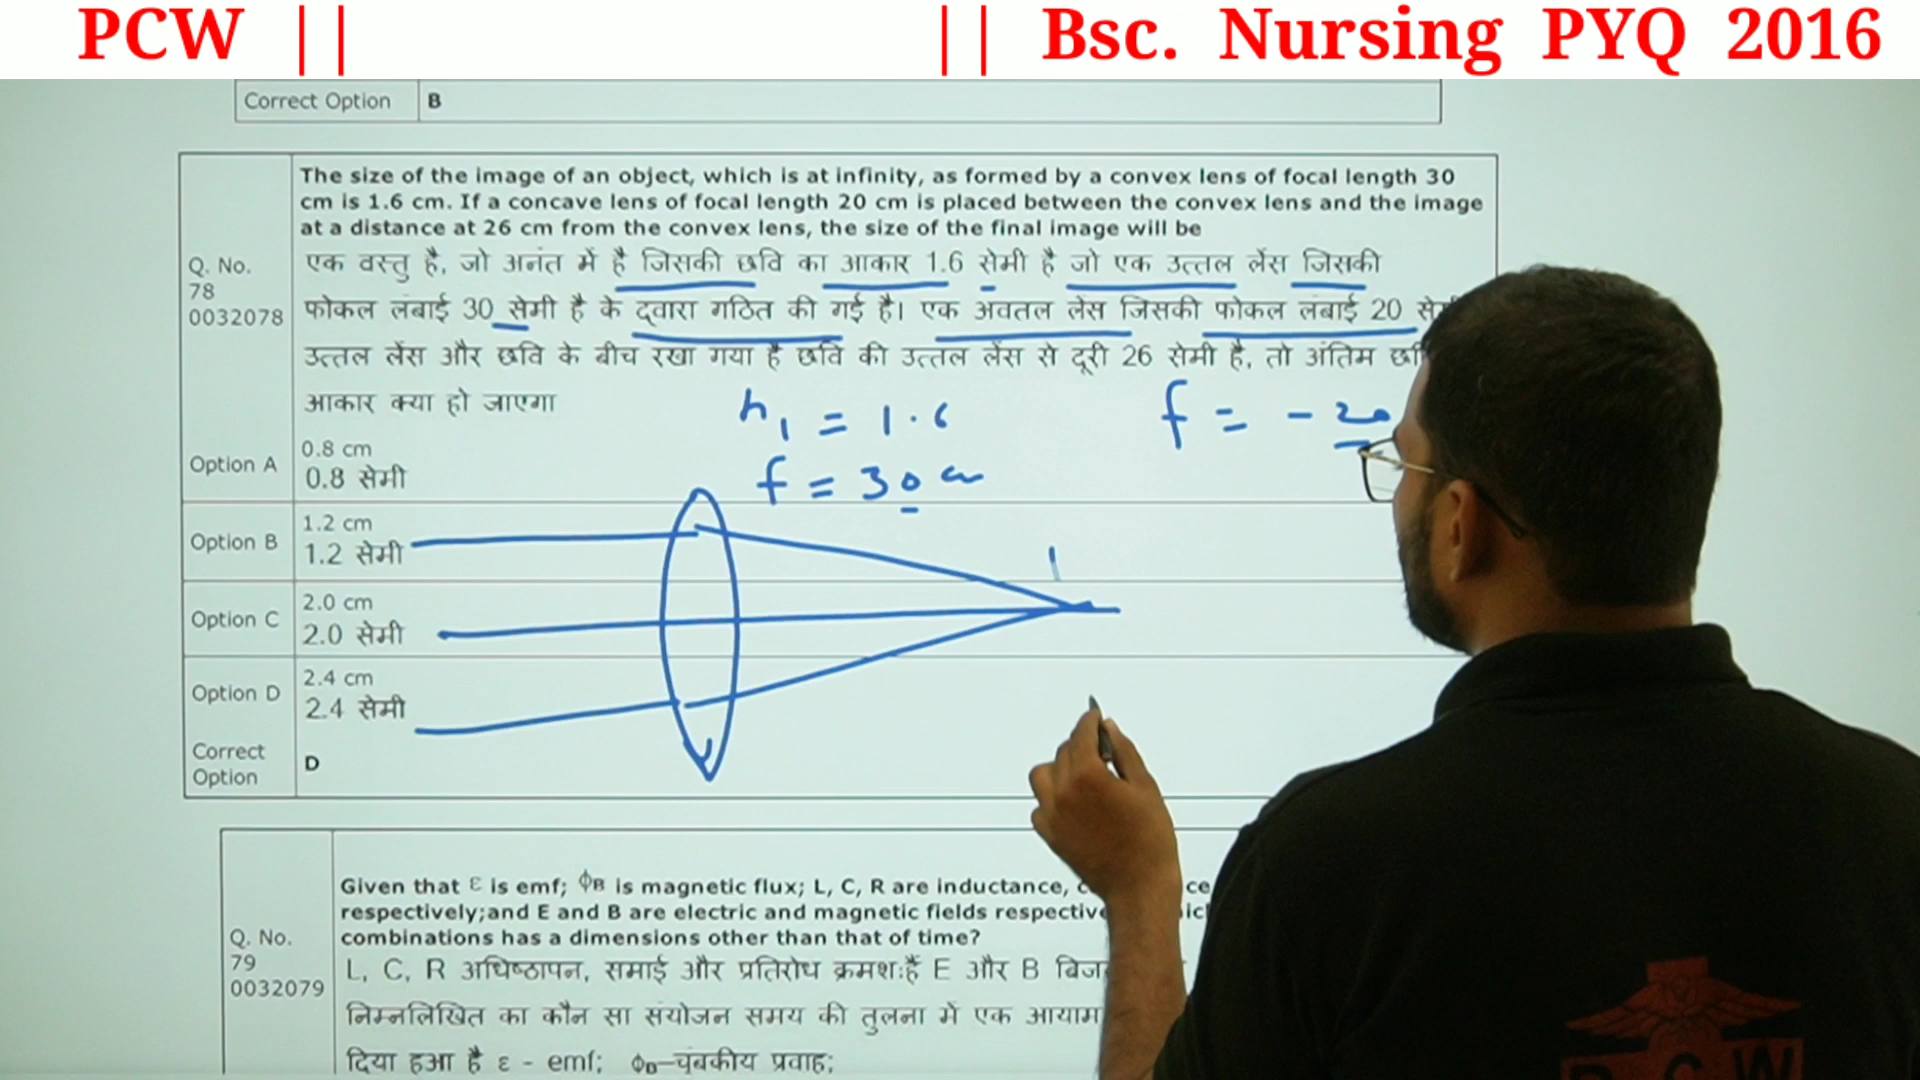 PCW || || Bsc. Nursing PYQ 2016
Correct Option B
The size of the image of an object, which is at infinity, as formed by a convex lens of focal length 30
cm is 1.6 cm. If a concave lens of focal length 20 cm is placed between the convex lens and the image
at a distance at 26 cm from the convex lens, the size of the final image will be
Q. No.
78
0032078
एक वस्तु है, जो अनंत में है जिसकी छवि का आकार 1.6 सेमी है जो एक उत्तल लेंस जिसकी
फोकल लंबाई 30 सेमी है के द्वारा गठित की गई है। एक अवतल लेंस जिसकी फोकल लंबाई 20
उत्तल लेंस और छवि के बीच रखा गया है छवि की उत्तल लेंस से दूरी 26 सेमी है, तो अंतिम
आकार क्या हो जाएगा
h₁ = 1.6
f = 30 cm
f = - 20
Option A
0.8 cm
0.8 सेमी
Option B
1.2 cm
1.2 सेमी
Option C
2.0 cm
2.0 सेमी
Option D
2.4 cm
2.4 सेमी
Correct
Option
D
Given that ε is emf; ΦB is magnetic flux; L, C, R are inductance,
respectively;and E and B are electric and magnetic fields
combinations has a dimensions other than that of time?
Q. No.
79
0032079
L, C, R अधिष्ठापन, समाई और प्रतिरोध क्रमश:हैं E और B
निम्नलिखित का कौन सा संयोजन समय की तुलना में एक आयाम
दिया हुआ है ε - emf; ΦB-चुंबकीय प्रवाह;